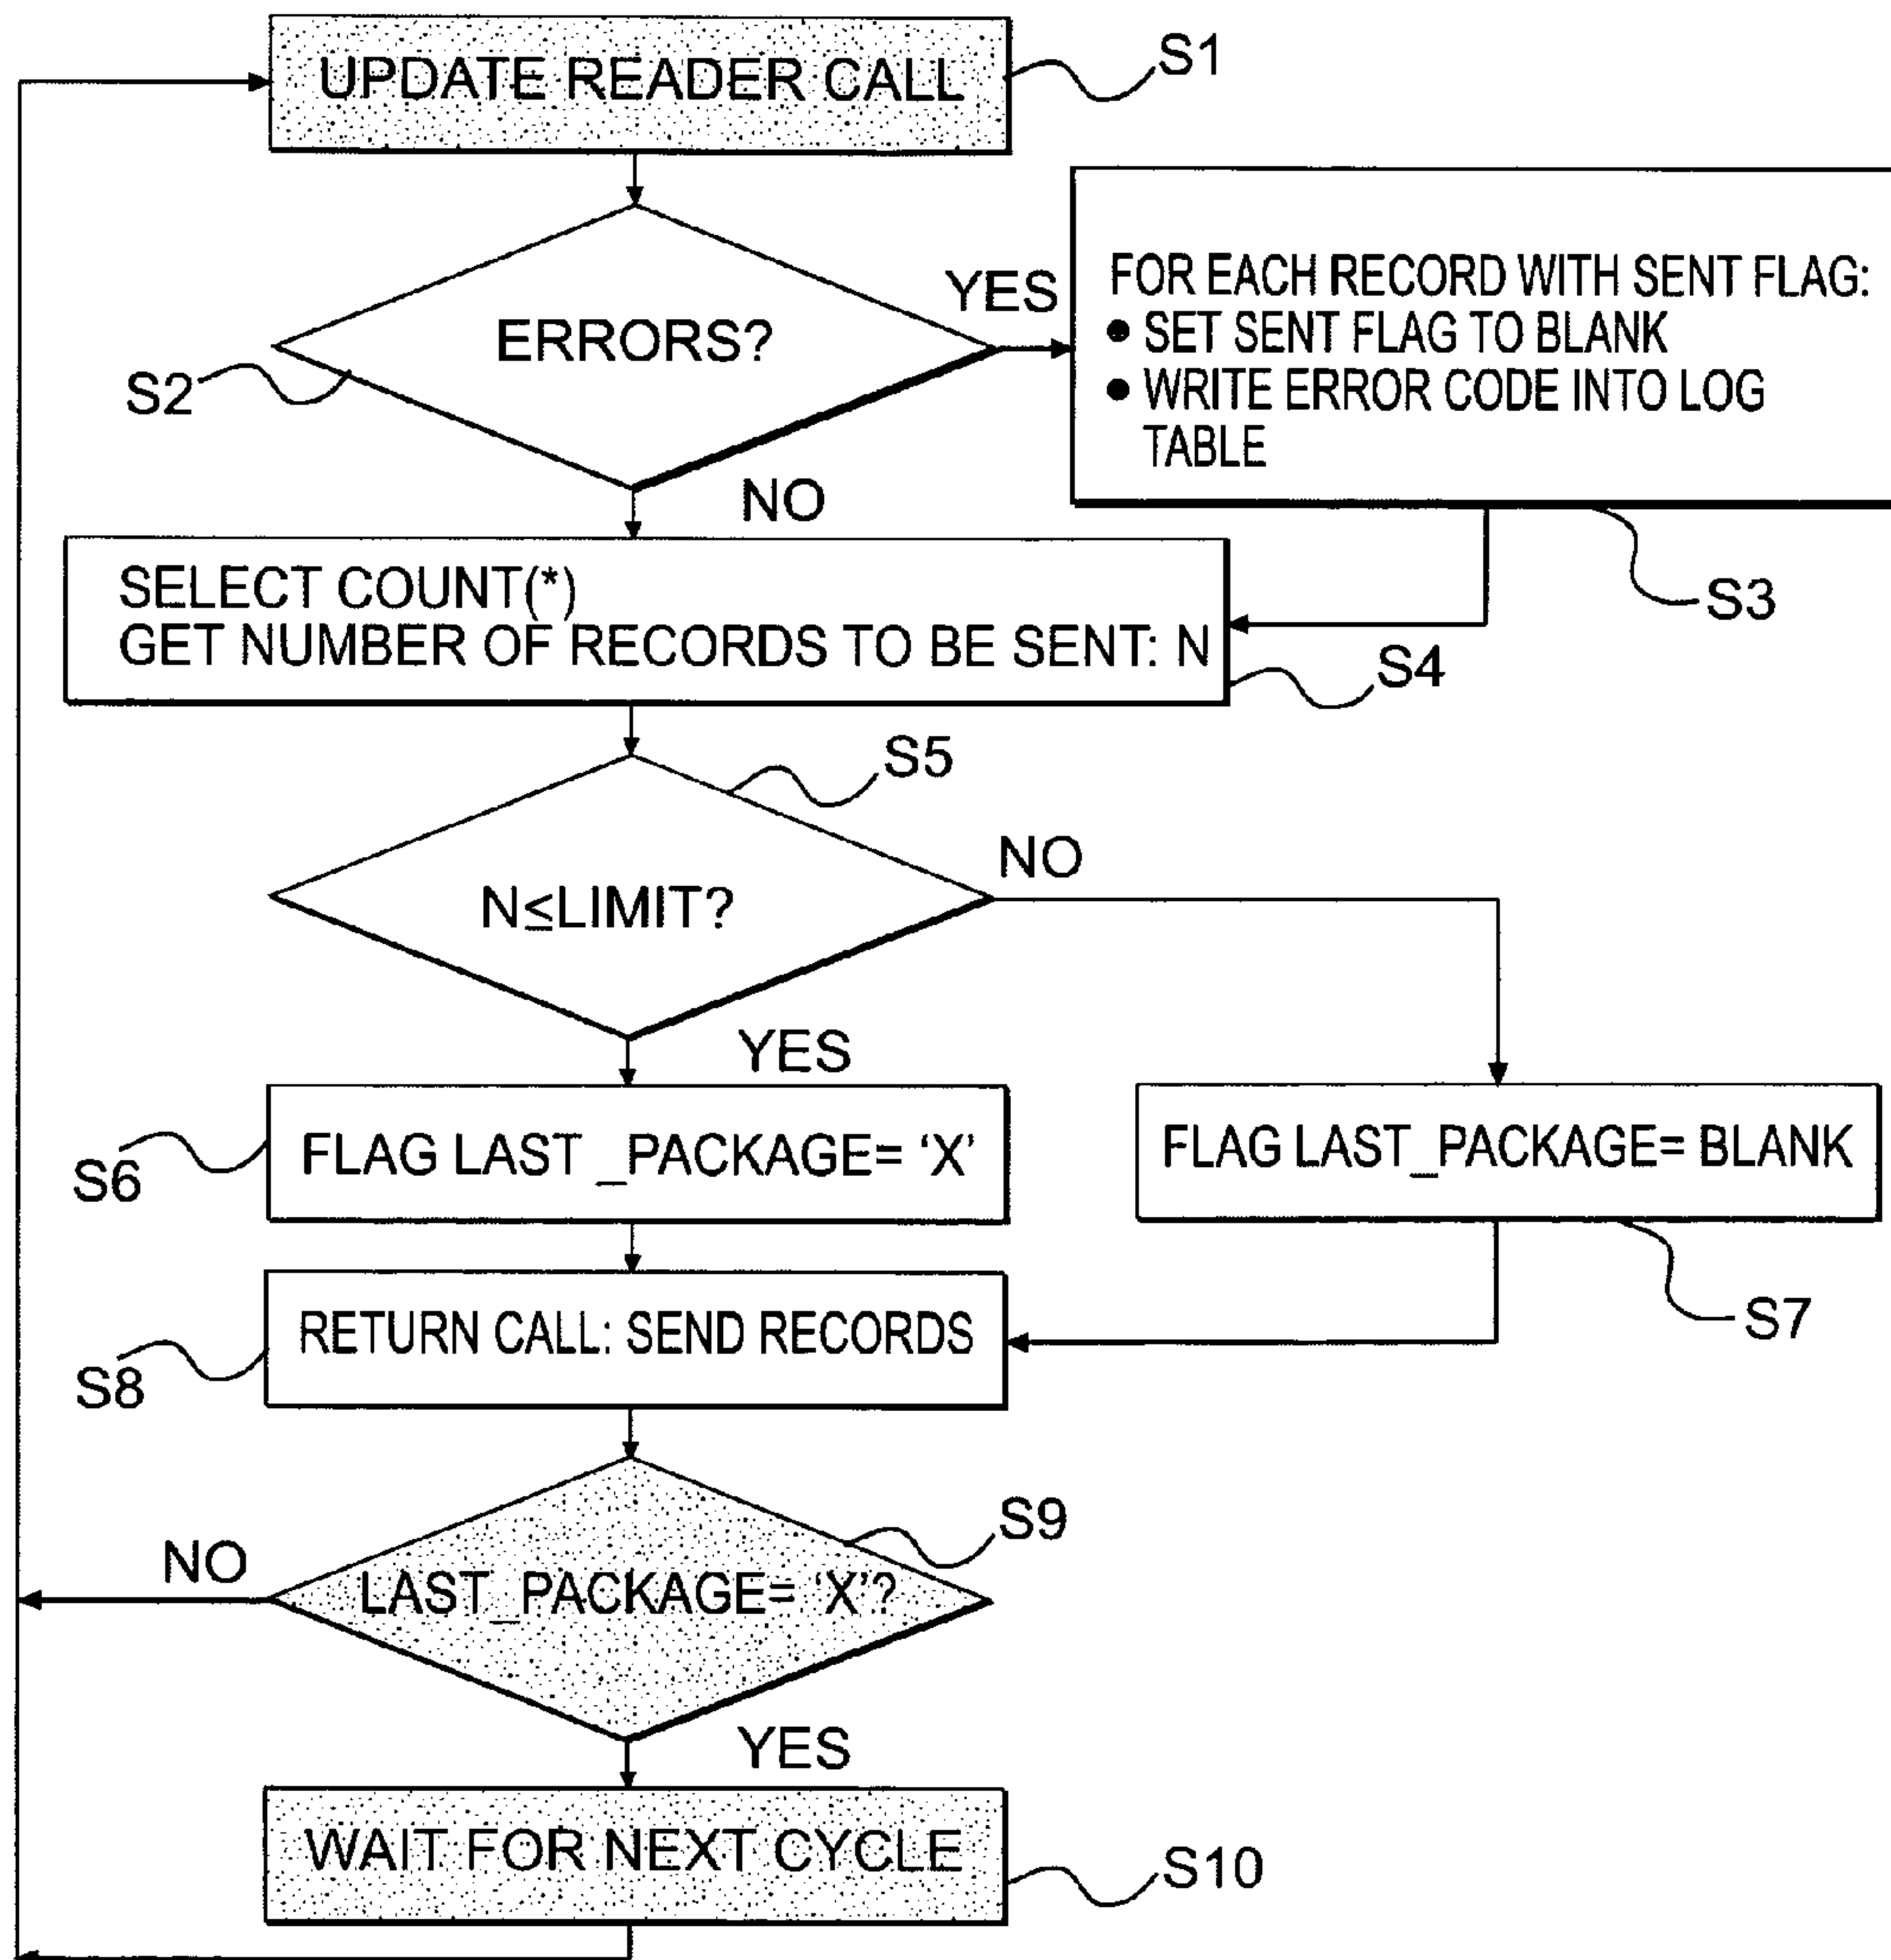 UPDATE READER CALL
S1
ERRORS?
YES
S2
NO
FOR EACH RECORD WITH SENT FLAG:
● SET SENT FLAG TO BLANK
● WRITE ERROR CODE INTO LOG
TABLE
S3
SELECT COUNT(*)
GET NUMBER OF RECORDS TO BE SENT: N
S4
S5
N≤LIMIT?
NO
YES
FLAG LAST _PACKAGE= ‘X’
S6
FLAG LAST_PACKAGE= BLANK
S7
RETURN CALL: SEND RECORDS
S8
S9
NO
LAST_PACKAGE= ‘X’?
YES
WAIT FOR NEXT CYCLE
S10